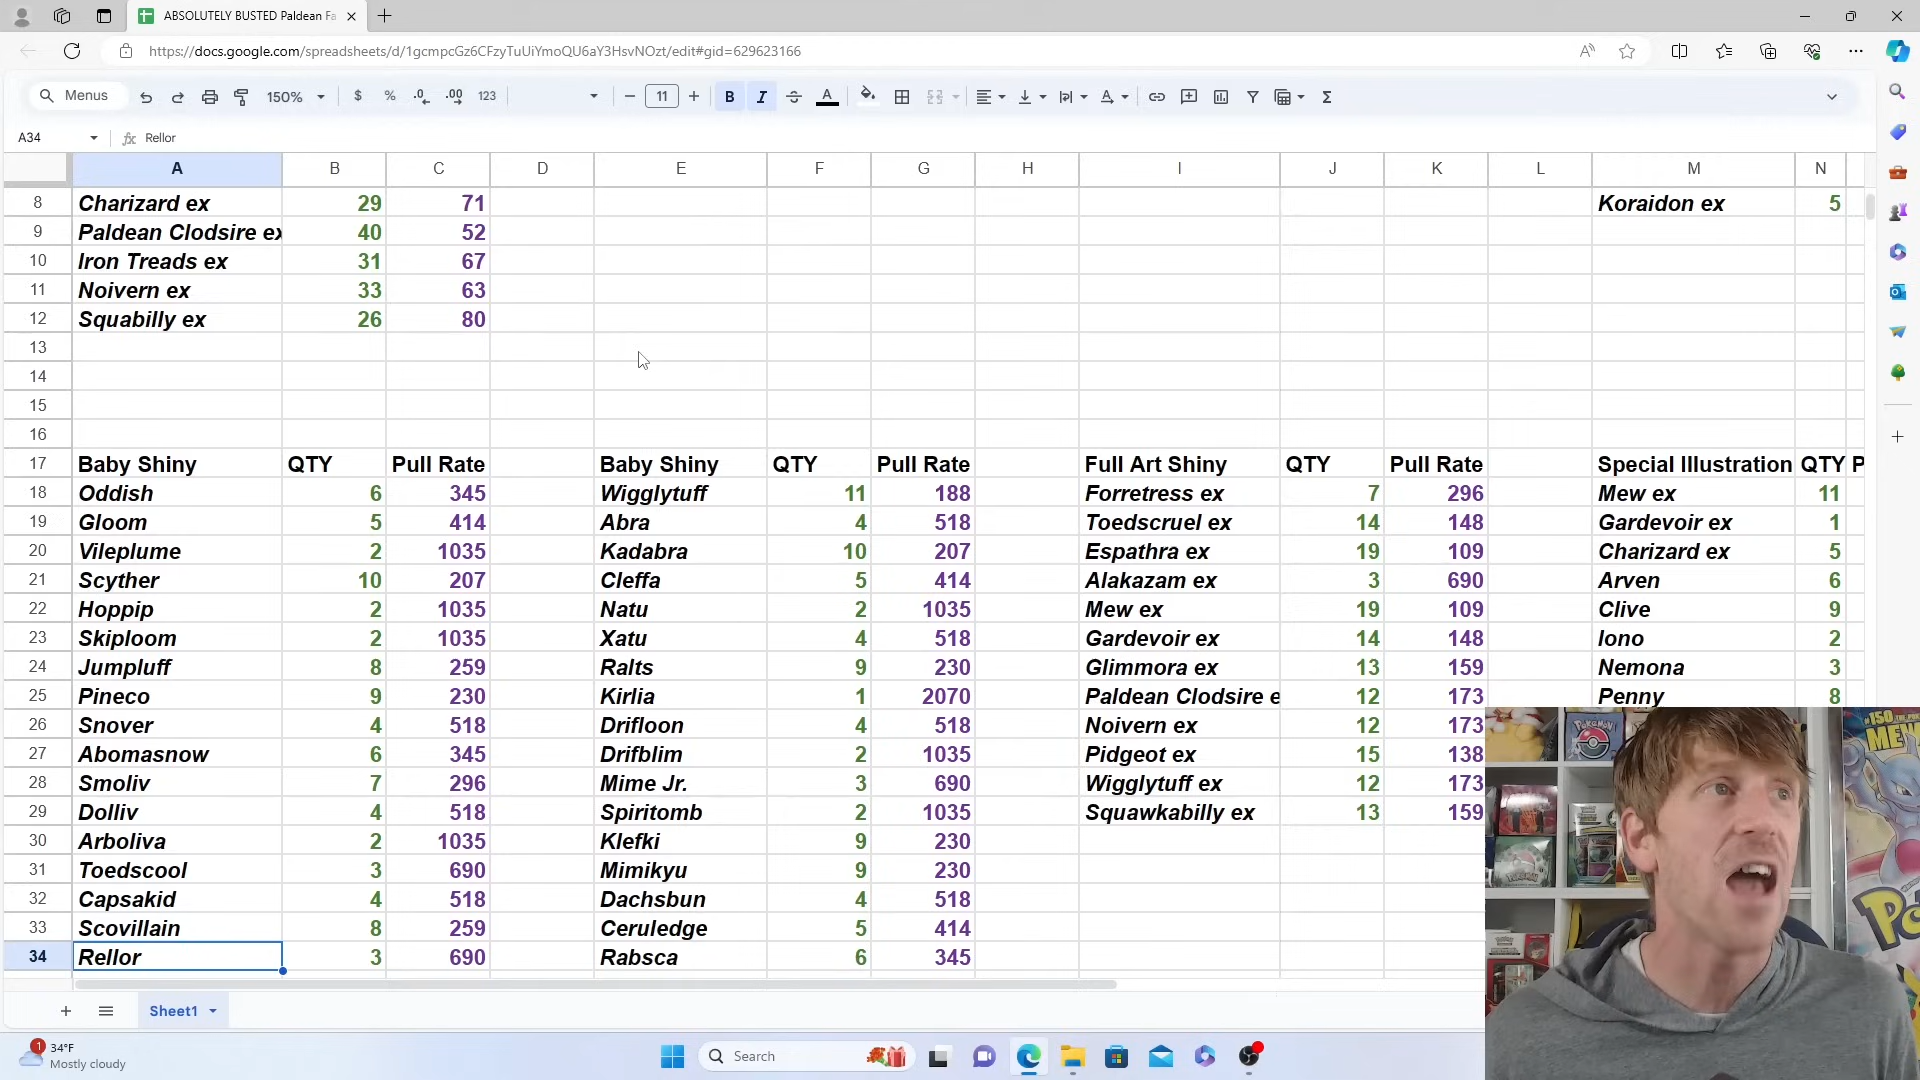 ABSOLUTELY BUSTED Paldean Fa
https://docs.google.com/spreadsheets/d/1gcmpcGz6CFzyTuUiYmoQU6aY3HsvNOzt/edit#gid=629623166
Menus 150% $ % .0 .00 123 11 B I A
A34 fx Rellor
A B C D E F G H I J K L M N
8 Charizard ex 29 71 Koraidon ex 5
9 Paldean Clodsire ex 40 52
10 Iron Treads ex 31 67
11 Noivern ex 33 63
12 Squabilly ex 26 80
13
14
15
16
17 Baby Shiny QTY Pull Rate Baby Shiny QTY Pull Rate Full Art Shiny QTY Pull Rate Special Illustration QTY P
18 Oddish 6 345 Wigglytuff 11 188 Forretress ex 7 296 Mew ex 11
19 Gloom 5 414 Abra 4 518 Toedscruel ex 14 148 Gardevoir ex 1
20 Vileplume 2 1035 Kadabra 10 207 Espathra ex 19 109 Charizard ex 5
21 Scyther 10 207 Cleffa 5 414 Alakazam ex 3 690 Arven 6
22 Hoppip 2 1035 Natu 2 1035 Mew ex 19 109 Clive 9
23 Skiploom 2 1035 Xatu 4 518 Gardevoir ex 14 148 Iono 2
24 Jumpluff 8 259 Ralts 9 230 Glimmora ex 13 159 Nemona 3
25 Pineco 9 230 Kirlia 1 2070 Paldean Clodsire e 12 173 Penny 8
26 Snover 4 518 Drifloon 4 518 Noivern ex 12 173
27 Abomasnow 6 345 Drifblim 2 1035 Pidgeot ex 15 138
28 Smoliv 7 296 Mime Jr. 3 690 Wigglytuff ex 12 173
29 Dolliv 4 518 Spiritomb 2 1035 Squawkabilly ex 13 159
30 Arboliva 2 1035 Klefki 9 230
31 Toedscool 3 690 Mimikyu 9 230
32 Capsakid 4 518 Dachsbun 4 518
33 Scovillain 8 259 Ceruledge 5 414
34 Rellor 3 690 Rabsca 6 345
#150 THE
MEW
Sheet1
1 34°F
Mostly cloudy
Search